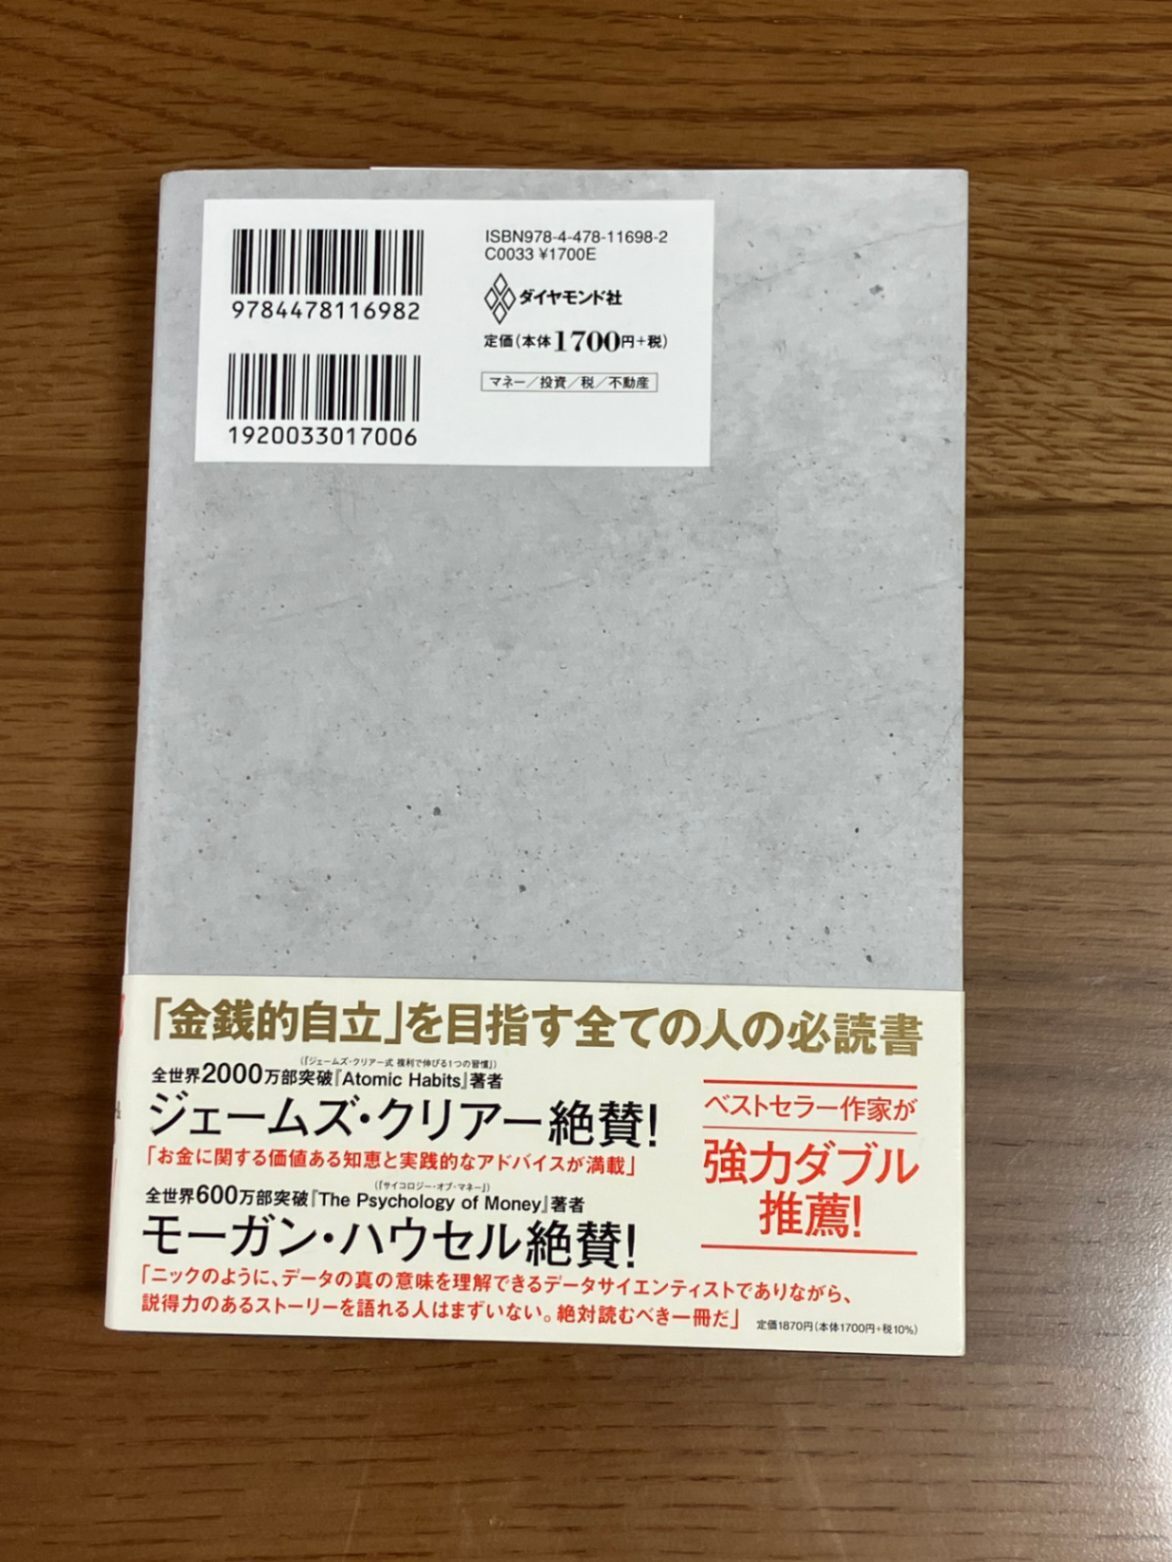 ISBN978-4-478-11698-2
C0033 ¥1700E
9784478116982
ダイヤモンド社
定価(本体1700円+税)
マネー/投資/税/不動産
1920033017006
「金銭的自立」を目指す全ての人の必読書
(『ジェームズ・クリアー式 複利で伸びる1つの習慣』)
全世界2000万部突破『Atomic Habits』著者
ジェームズ・クリアー絶賛!
「お金に関する価値ある知恵と実践的なアドバイスが満載」
(『サイコロジー・オブ・マネー』)
全世界600万部突破『The Psychology of Money』著者
モーガン・ハウセル絶賛!
「ニックのように、データの真の意味を理解できるデータサイエンティストでありながら、
説得力のあるストーリーを語れる人はまずいない。絶対読むべき一冊だ」
ベストセラー作家が
強力ダブル
推薦!
定価1870円(本体1700円+税10%)